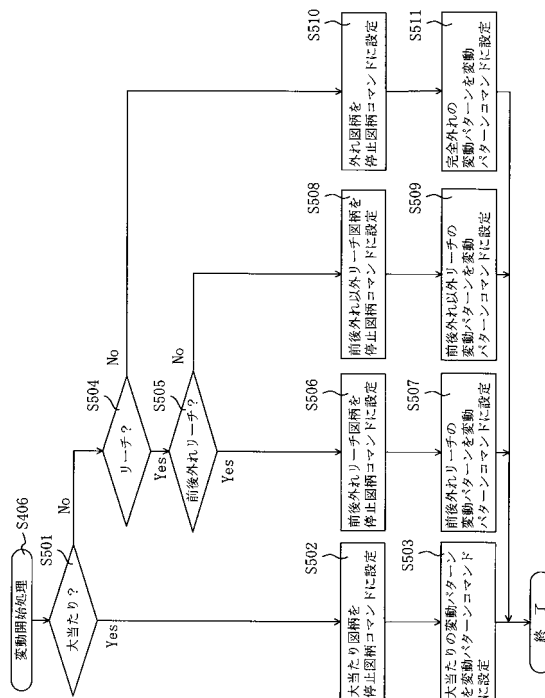 変動開始処理
S406
S501
大当たり？
No
Yes
S504
リーチ？
No
Yes
S505
前後外れリーチ？
No
Yes
S502
大当たり図柄を
停止図柄コマンドに設定
S503
大当たりの変動パターン
を変動パターンコマンド
に設定
S506
前後外れリーチ図柄を
停止図柄コマンドに設定
S507
前後外れリーチの
変動パターンを変動
パターンコマンドに設定
S508
前後外れ以外リーチ図柄を
停止図柄コマンドに設定
S509
前後外れ以外リーチの
変動パターンを変動
パターンコマンドに設定
S510
外れ図柄を
停止図柄コマンドに設定
S511
完全外れの
変動パターンを変動
パターンコマンドに設定
終 了